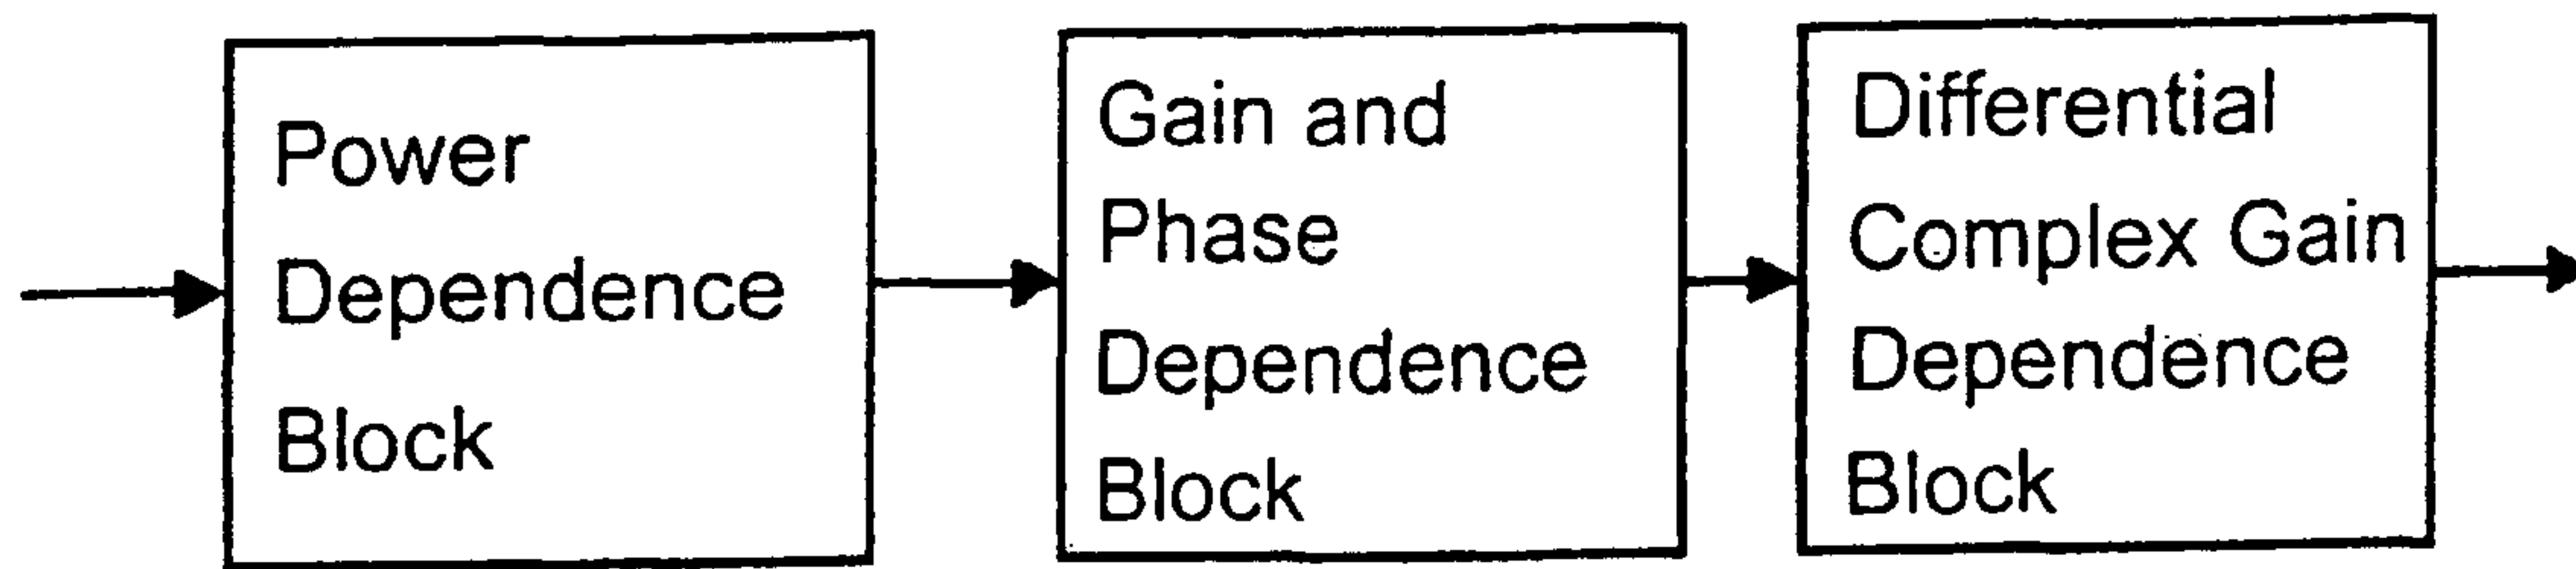 Power
Dependence
Block
Gain and
Phase
Dependence
Block
Differential
Complex Gain
Dependence
Block